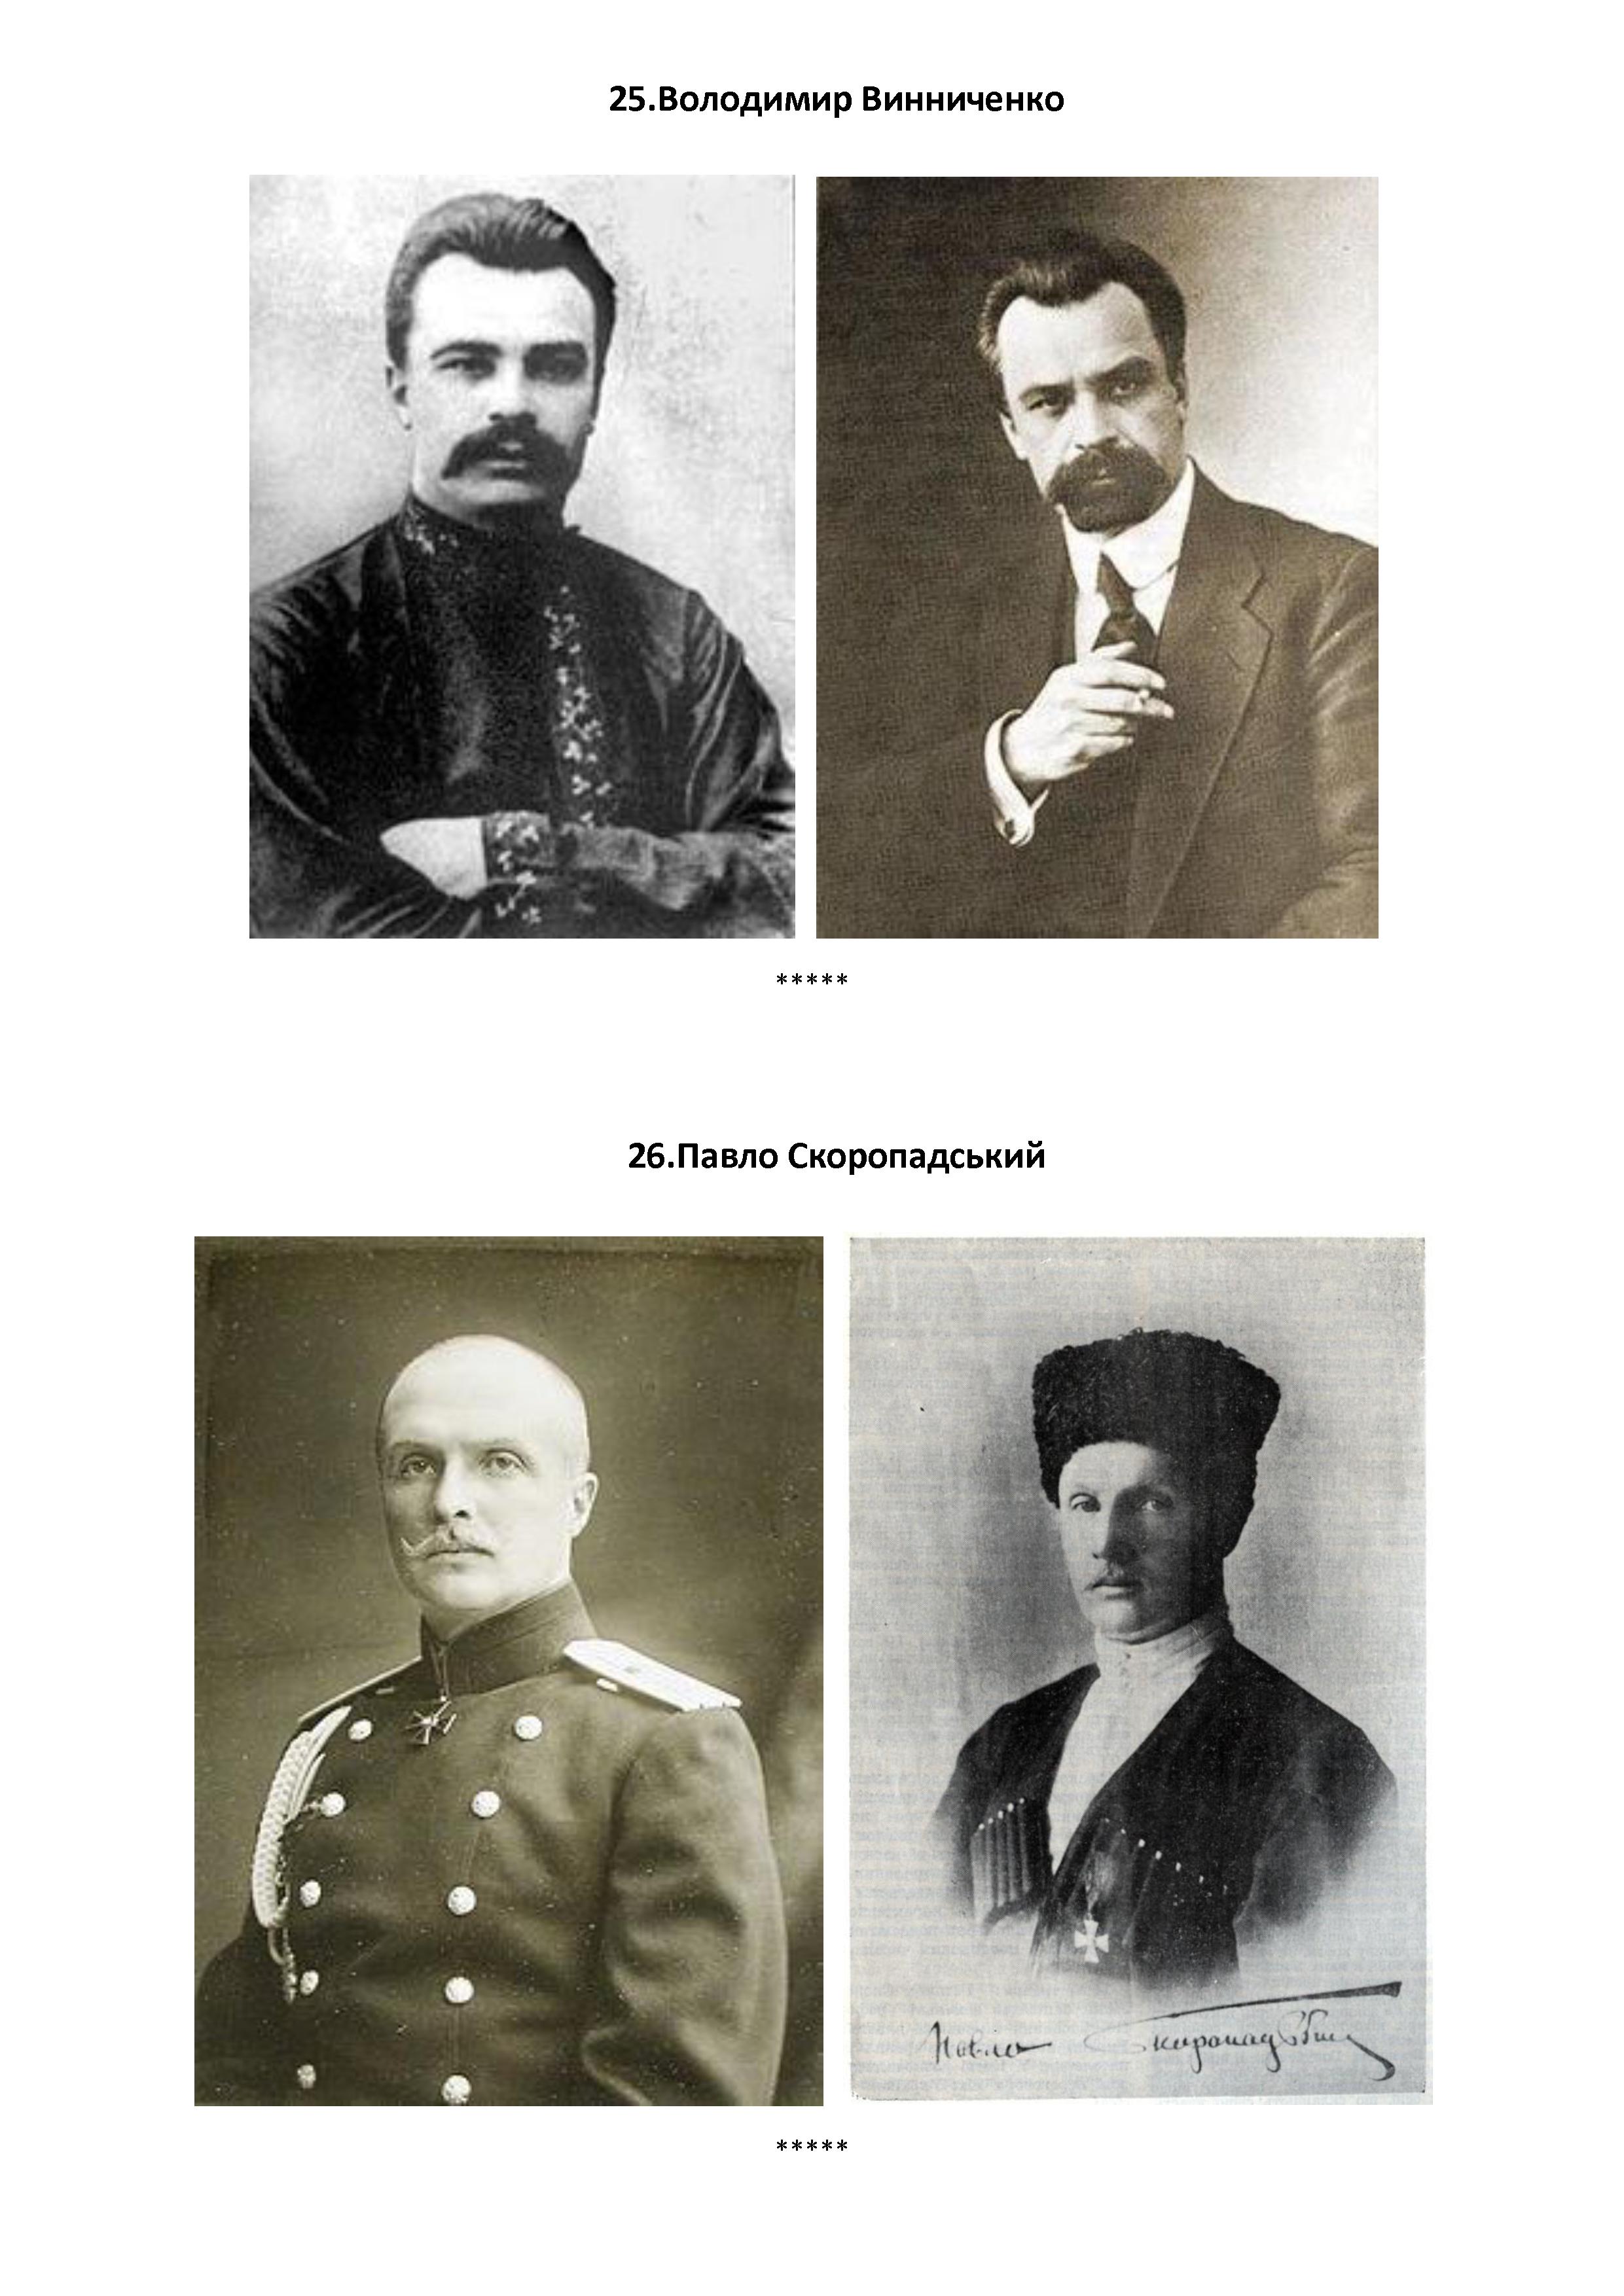 25.Володимир Винниченко
*****
26.Павло Скоропадський
Павло Скоропадський
*****